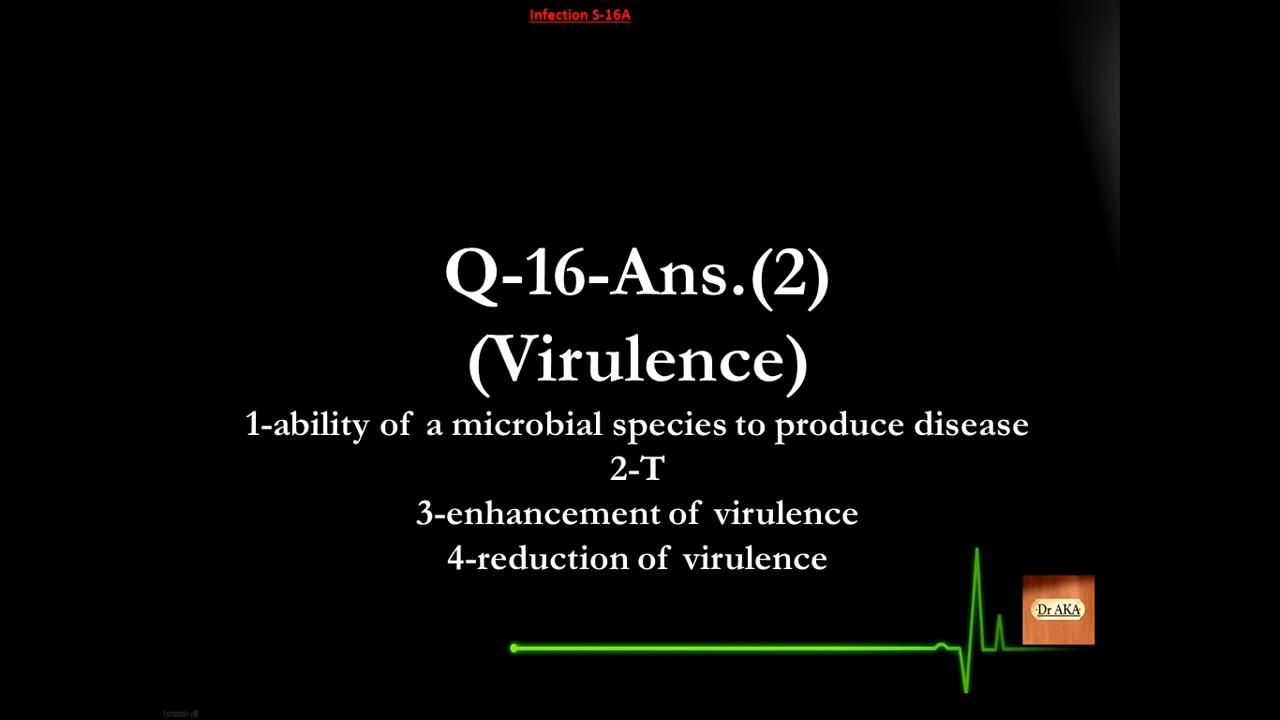 Infection S-16A
Q-16-Ans.(2)
(Virulence)
1-ability of a microbial species to produce disease
2-T
3-enhancement of virulence
4-reduction of virulence
Dr AKA